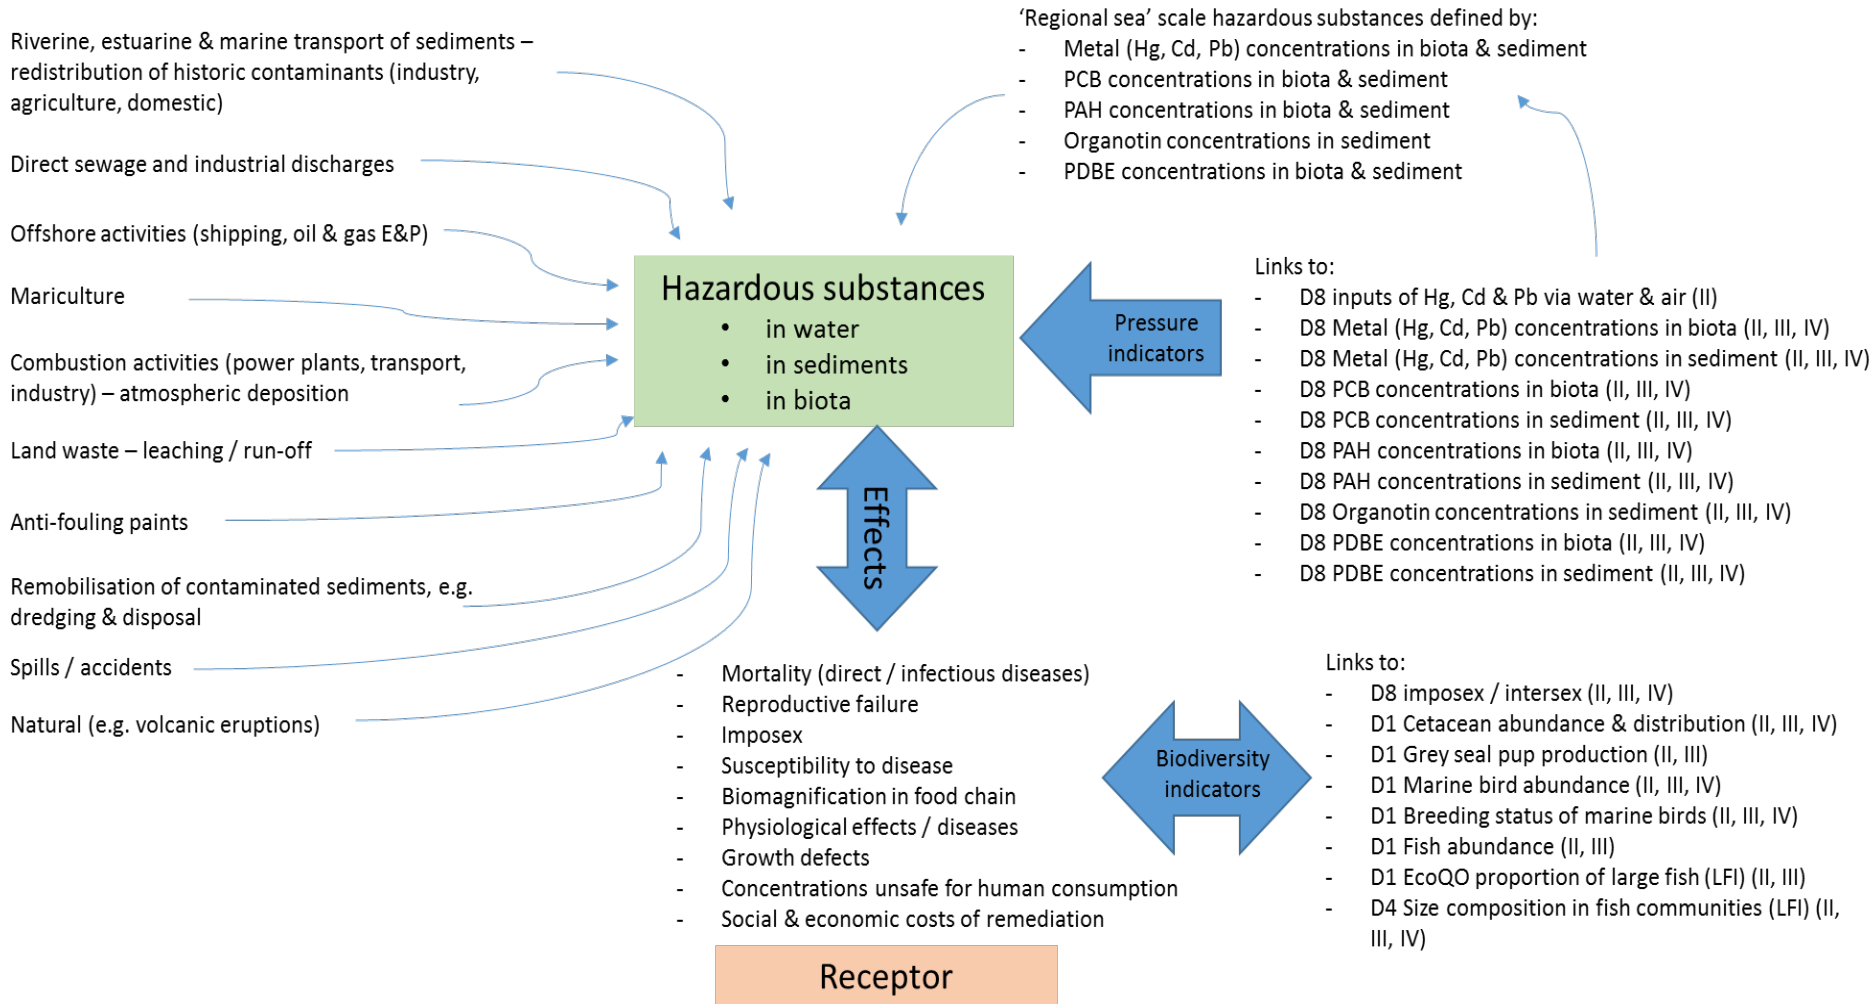 Riverine, estuarine & marine transport of sediments –
redistribution of historic contaminants (industry,
agriculture, domestic)
Direct sewage and industrial discharges
Offshore activities (shipping, oil & gas E&P)
Mariculture
Combustion activities (power plants, transport,
industry) – atmospheric deposition
Land waste – leaching / run-off
Anti-fouling paints
Remobilisation of contaminated sediments, e.g.
dredging & disposal
Spills / accidents
Natural (e.g. volcanic eruptions)
‘Regional sea’ scale hazardous substances defined by:
- Metal (Hg, Cd, Pb) concentrations in biota & sediment
- PCB concentrations in biota & sediment
- PAH concentrations in biota & sediment
- Organotin concentrations in sediment
- PDBE concentrations in biota & sediment
Hazardous substances
• in water
• in sediments
• in biota
Pressure
indicators
Links to:
- D8 inputs of Hg, Cd & Pb via water & air (II)
- D8 Metal (Hg, Cd, Pb) concentrations in biota (II, III, IV)
- D8 Metal (Hg, Cd, Pb) concentrations in sediment (II, III, IV)
- D8 PCB concentrations in biota (II, III, IV)
- D8 PCB concentrations in sediment (II, III, IV)
- D8 PAH concentrations in biota (II, III, IV)
- D8 PAH concentrations in sediment (II, III, IV)
- D8 Organotin concentrations in sediment (II, III, IV)
- D8 PDBE concentrations in biota (II, III, IV)
- D8 PDBE concentrations in sediment (II, III, IV)
Effects
- Mortality (direct / infectious diseases)
- Reproductive failure
- Imposex
- Susceptibility to disease
- Biomagnification in food chain
- Physiological effects / diseases
- Growth defects
- Concentrations unsafe for human consumption
- Social & economic costs of remediation
Receptor
Biodiversity
indicators
Links to:
- D8 imposex / intersex (II, III, IV)
- D1 Cetacean abundance & distribution (II, III, IV)
- D1 Grey seal pup production (II, III)
- D1 Marine bird abundance (II, III, IV)
- D1 Breeding status of marine birds (II, III, IV)
- D1 Fish abundance (II, III)
- D1 EcoQO proportion of large fish (LFI) (II, III)
- D4 Size composition in fish communities (LFI) (II,
III, IV)